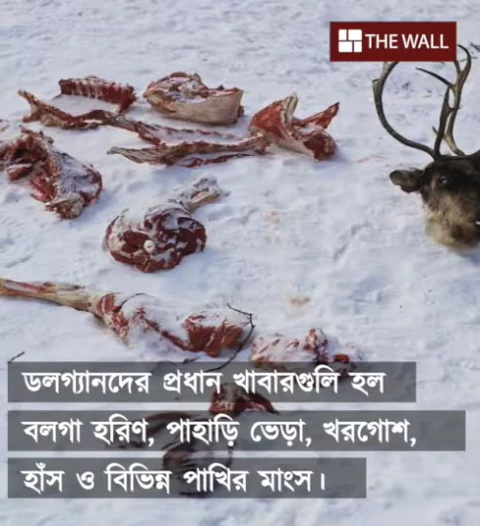 THE WALL
ডলগ্যানদের প্রধান খাবারগুলি হল
বলগা হরিণ, পাহাড়ি ভেড়া, খরগোশ,
হাঁস ও বিভিন্ন পাখির মাংস।